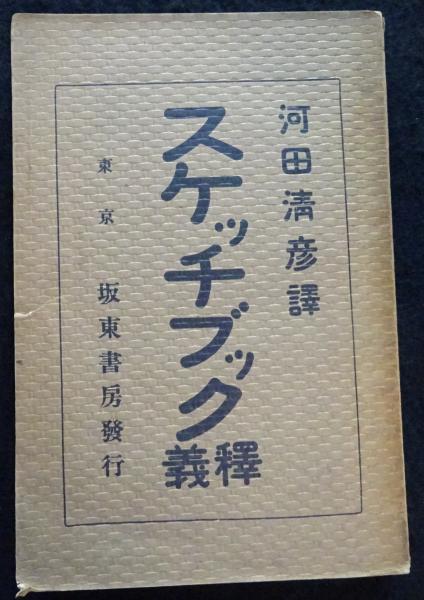 河田清彦譯
スケッチブック釋義
東京 坂東書房發行